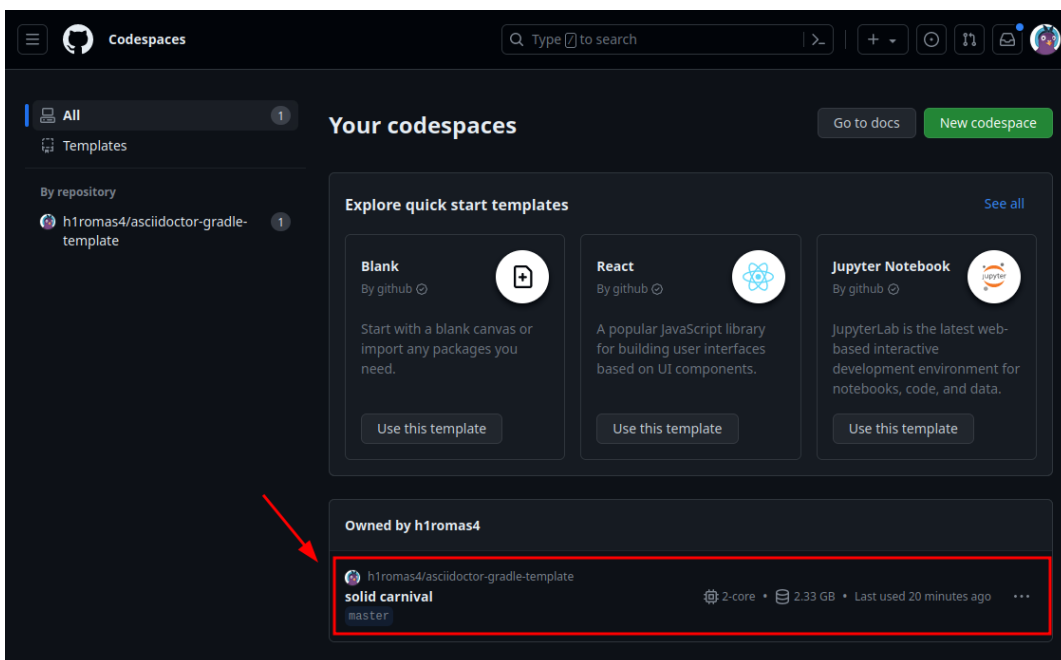 Codespaces
Type / to search
All 1
Templates
By repository
h1romas4/asciidoctor-gradle- 1
template
Your codespaces
Go to docs
New codespace
Explore quick start templates
See all
Blank
By github
Start with a blank canvas or
import any packages you
need.
Use this template
React
By github
A popular JavaScript library
for building user interfaces
based on UI components.
Use this template
Jupyter Notebook
By github
jupyter
JupyterLab is the latest web-
based interactive
development environment for
notebooks, code, and data.
Use this template
Owned by h1romas4
h1romas4/asciidoctor-gradle-template
solid carnival
2-core • 2.33 GB • Last used 20 minutes ago
master